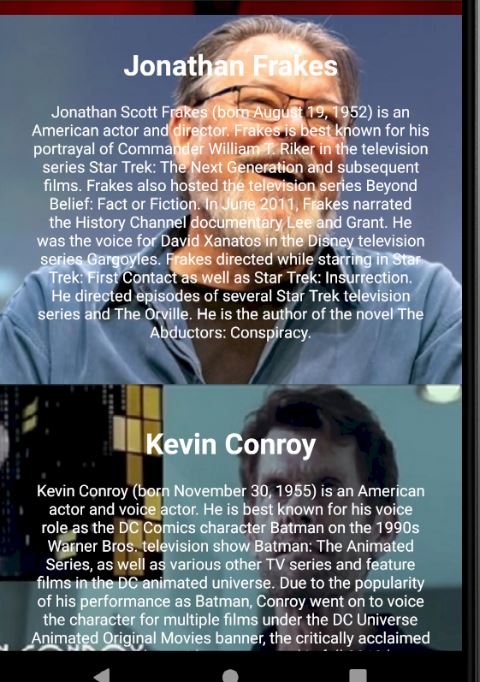 Jonathan Frakes
Jonathan Scott Frakes (born August 19, 1952) is an
American actor and director. Frakes is best known for his
portrayal of Commander William T. Riker in the television
series Star Trek: The Next Generation and subsequent
films. Frakes also hosted the television series Beyond
Belief: Fact or Fiction. In June 2011, Frakes narrated
the History Channel documentary Lee and Grant. He
was the voice for David Xanatos in the Disney television
series Gargoyles. Frakes directed while starring in Star
Trek: First Contact as well as Star Trek: Insurrection.
He directed episodes of several Star Trek television
series and The Orville. He is the author of the novel The
Abductors: Conspiracy.
Kevin Conroy
Kevin Conroy (born November 30, 1955) is an American
actor and voice actor. He is best known for his voice
role as the DC Comics character Batman on the 1990s
Warner Bros. television show Batman: The Animated
Series, as well as various other TV series and feature
films in the DC animated universe. Due to the popularity
of his performance as Batman, Conroy went on to voice
the character for multiple films under the DC Universe
Animated Original Movies banner, the critically acclaimed